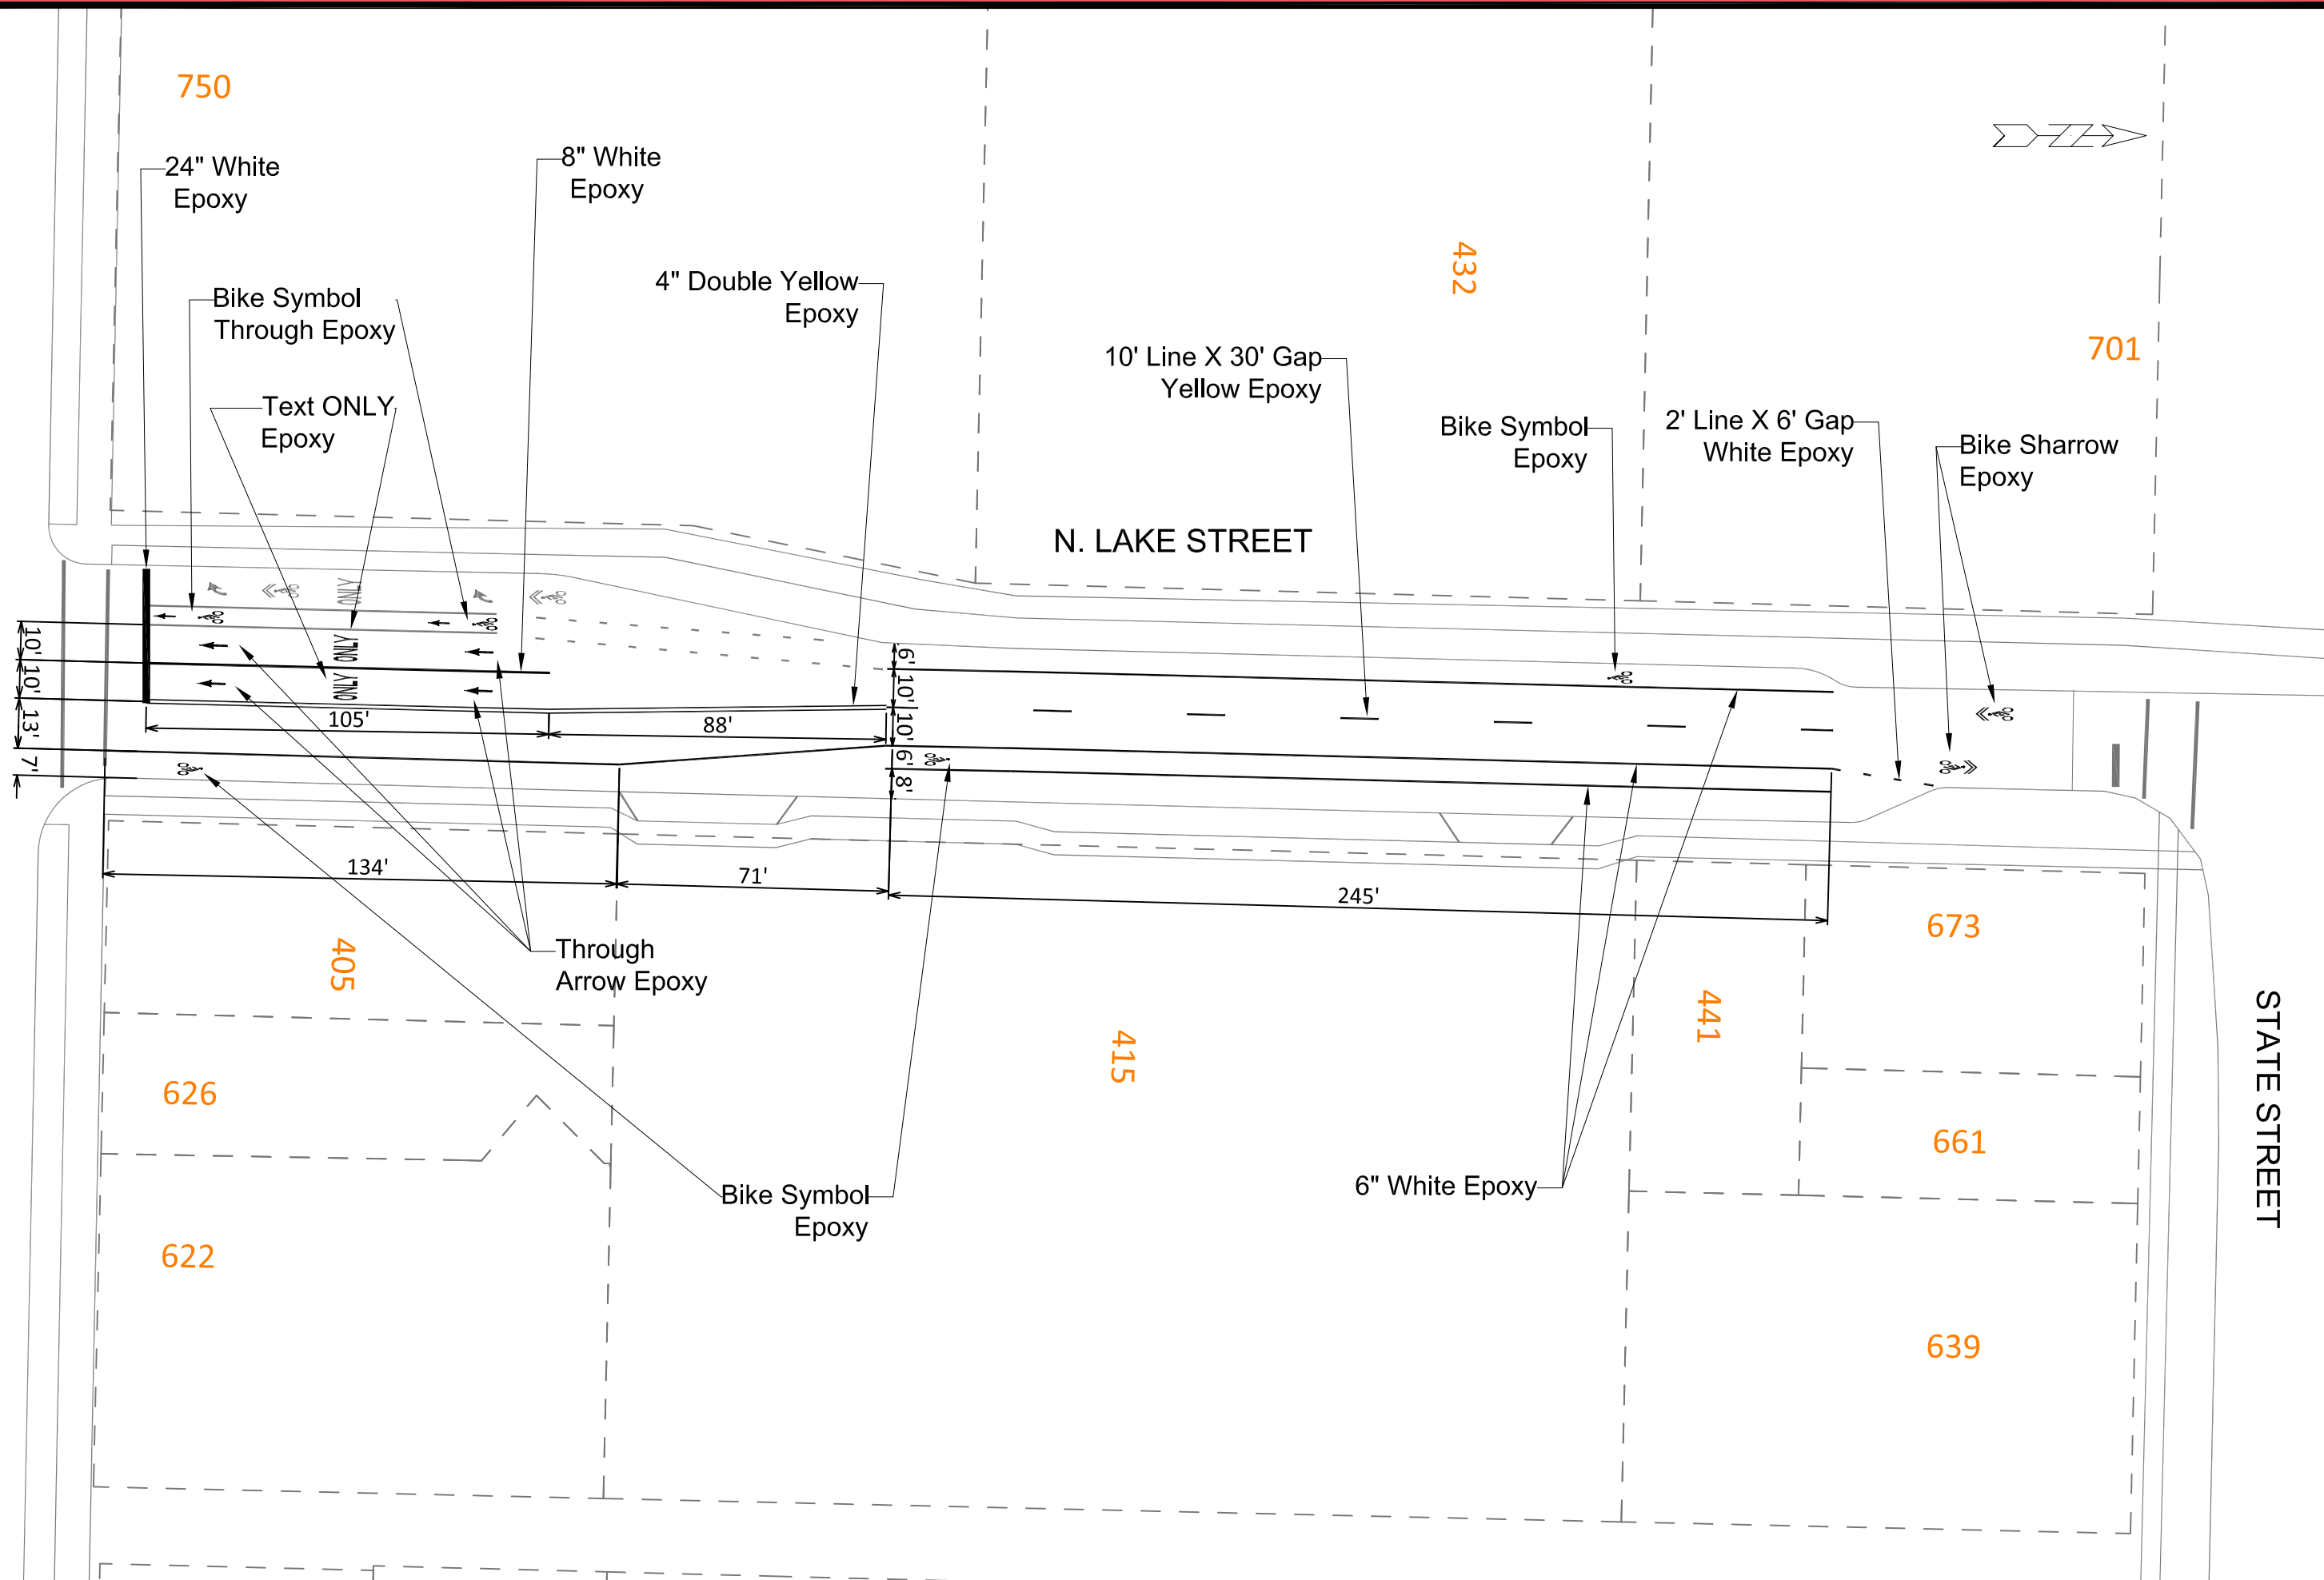 750
24" White
Epoxy
8" White
Epoxy
Bike Symbol
Through Epoxy
4" Double Yellow
Epoxy
432
Text ONLY
Epoxy
10' Line X 30' Gap
Yellow Epoxy
701
Bike Symbol
Epoxy
2' Line X 6' Gap
White Epoxy
Bike Sharrow
Epoxy
N
N. LAKE STREET
ONLY
ONLY
ONLY
10'
10'
13'
7'
105'
88'
6'
10'
10'
6'
8'
134'
71'
245'
405
Through
Arrow Epoxy
673
441
415
626
661
Bike Symbol
Epoxy
6" White Epoxy
622
639
STATE STREET